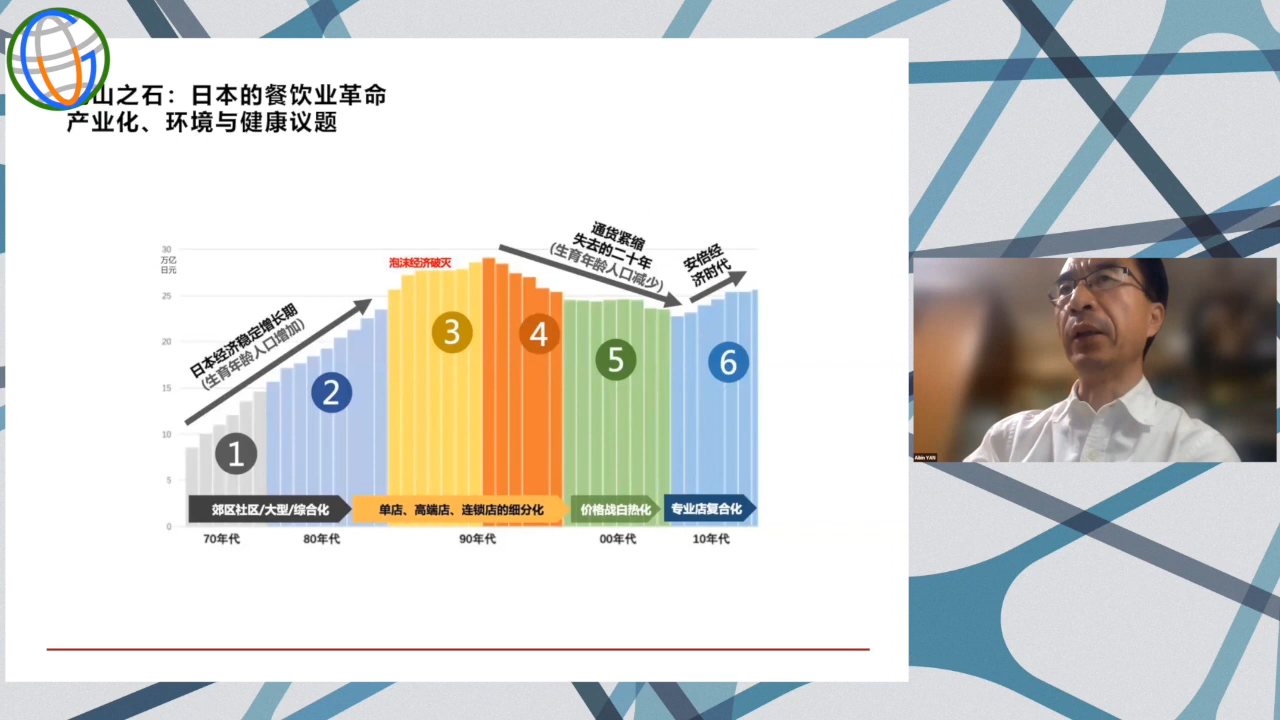 山之石：日本的餐饮业革命
产业化、环境与健康议题
30
万亿
日元
25
20
15
10
5
0
日本经济稳定增长期
(生育年龄人口增加)
泡沫经济破灭
通货紧缩
失去的二十年
(生育年龄人口减少)
安倍经
济时代
1
2
3
4
5
6
郊区社区/大型/综合化
单店、高端店、连锁店的细分化
价格战白热化
专业店复合化
70年代
80年代
90年代
00年代
10年代
Albin YAN